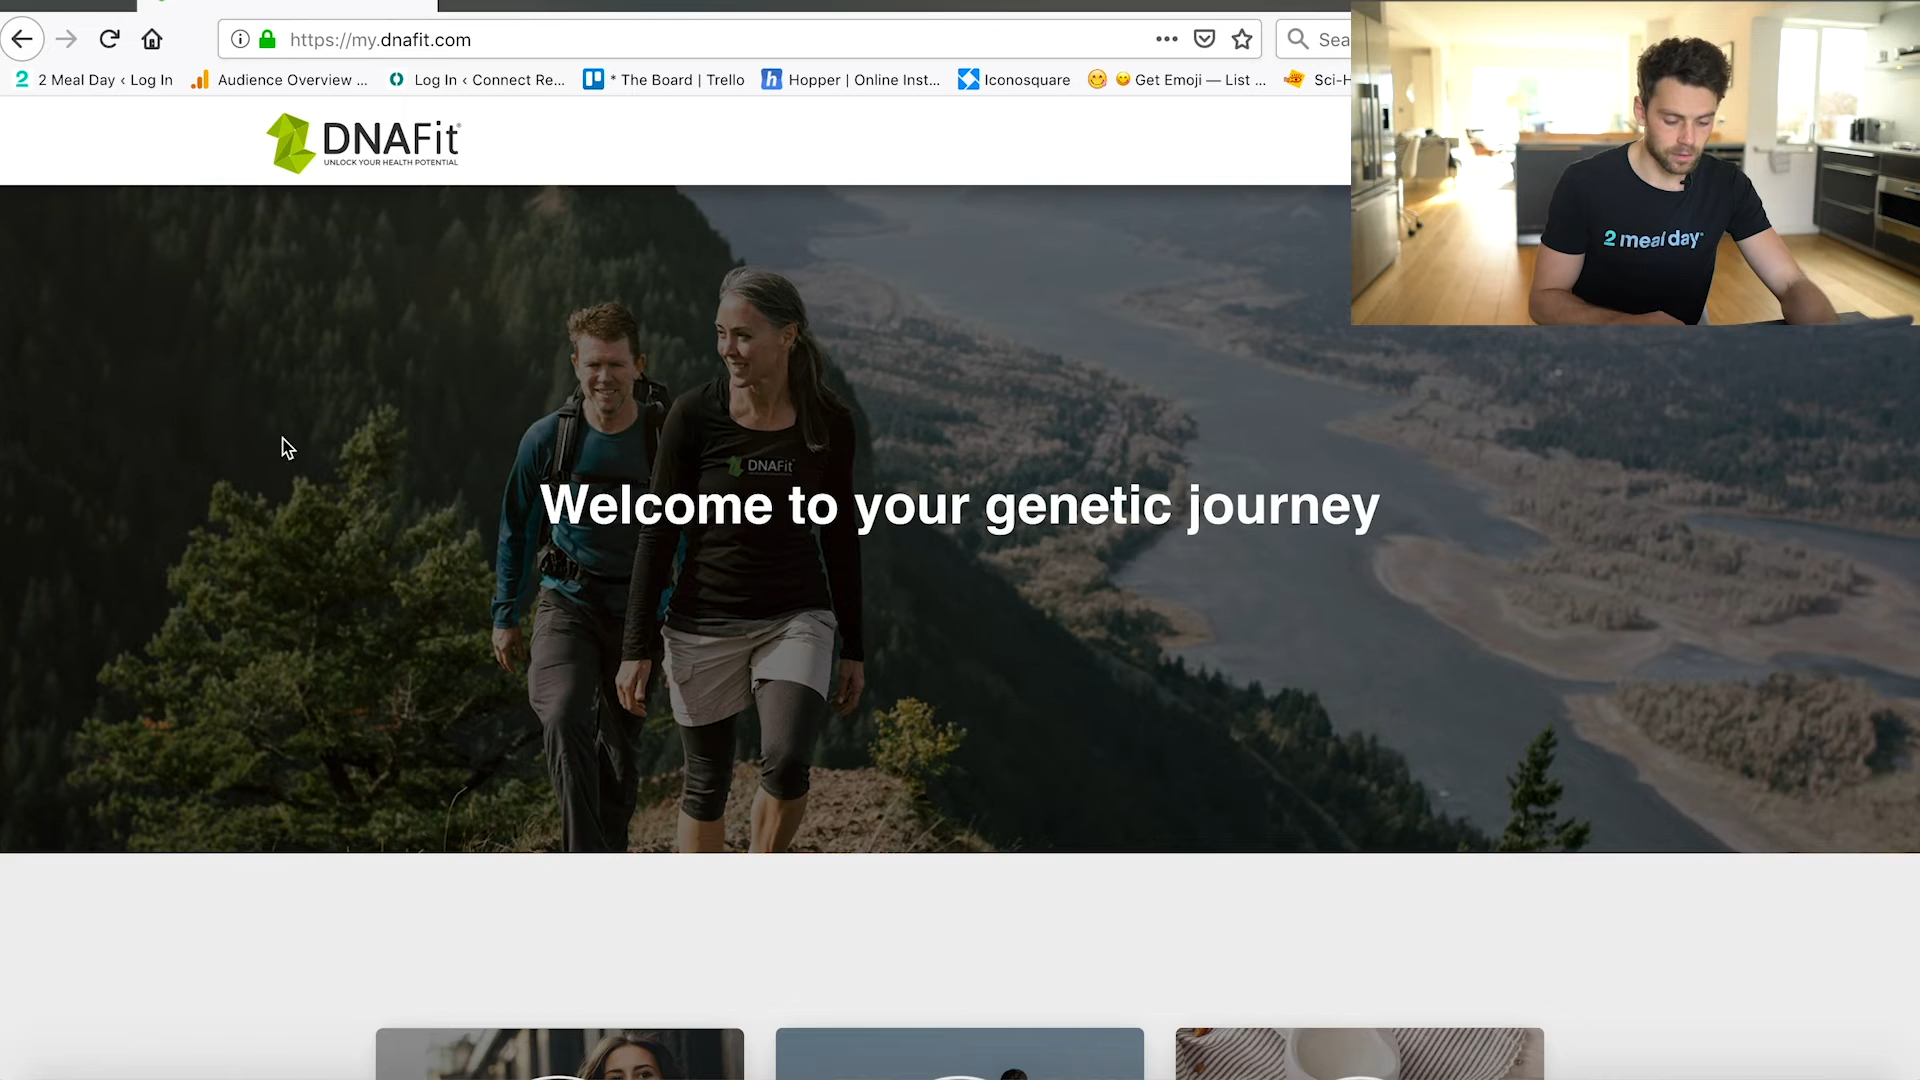 https://my.dnafit.com
Sea
2 Meal Day ‹ Log In
Audience Overview ...
Log In ‹ Connect Re...
* The Board | Trello
Hopper | Online Inst...
Iconosquare
Get Emoji — List ...
Sci-H
DNAFit
UNLOCK YOUR HEALTH POTENTIAL
2 meal day
DNAFit
Welcome to your genetic journey